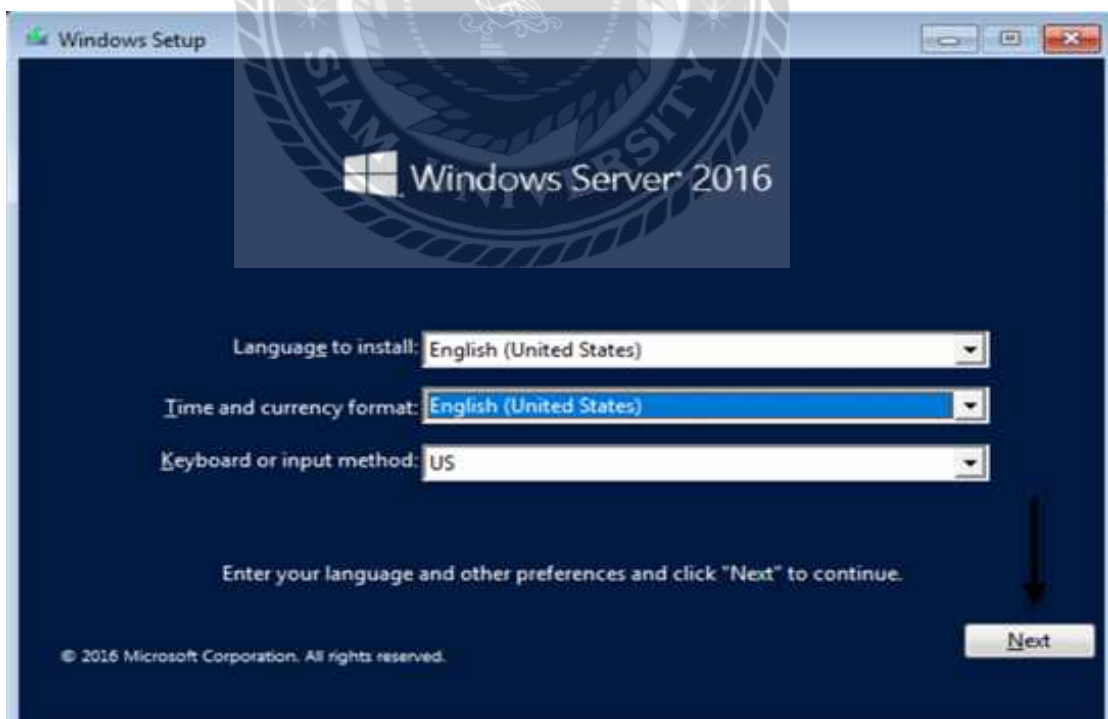 Windows Setup
SIAM UNIVERSITY
Windows Server 2016
Language to install: English (United States)
Time and currency format: English (United States)
Keyboard or input method: US
Enter your language and other preferences and click "Next" to continue.
Next
© 2016 Microsoft Corporation. All rights reserved.